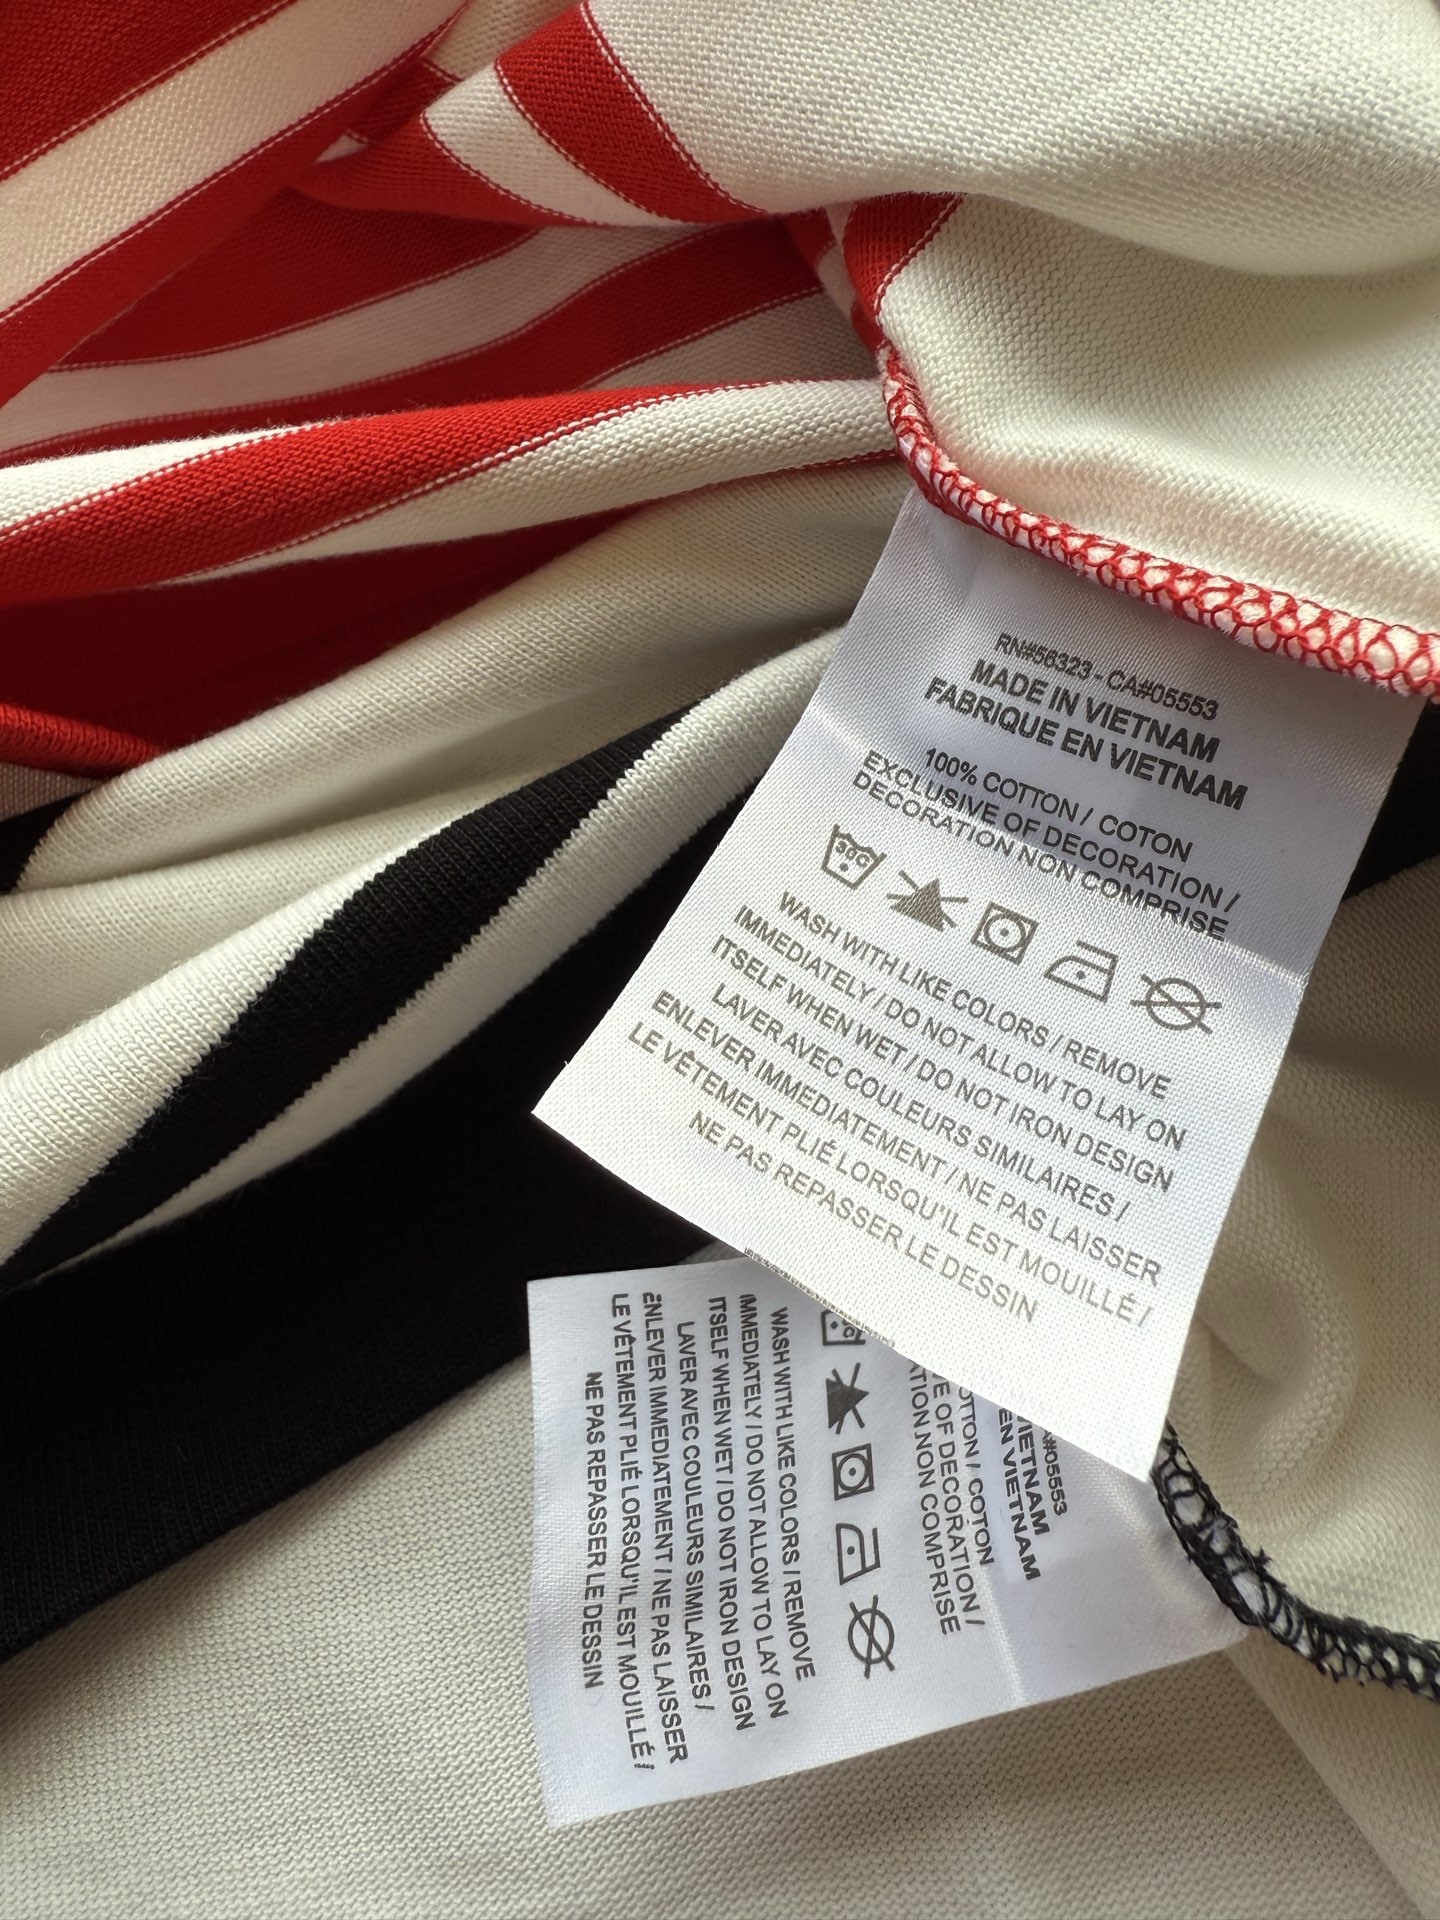 RN#56323 - CA#05553
MADE IN VIETNAM
FABRIQUE EN VIETNAM
100% COTTON / COTON
EXCLUSIVE OF DECORATION /
DECORATION NON COMPRISE
30C
WASH WITH LIKE COLORS / REMOVE
IMMEDIATELY / DO NOT ALLOW TO LAY ON
ITSELF WHEN WET / DO NOT IRON DESIGN
LAVER AVEC COULEURS SIMILAIRES /
ENLEVER IMMEDIATEMENT / NE PAS LAISSER
LE VÊTEMENT PLIÉ LORSQU'IL EST MOUILLÉ /
NE PAS REPASSER LE DESSIN
A#05553
VIETNAM
EN VIETNAM
OTTON / COTON
E OF DECORATION /
ATION NON COMPRISE
WASH WITH LIKE COLORS / REMOVE
IMMEDIATELY / DO NOT ALLOW TO LAY ON
ITSELF WHEN WET / DO NOT IRON DESIGN
LAVER AVEC COULEURS SIMILAIRES /
ENLEVER IMMEDIATEMENT / NE PAS LAISSER
LE VÊTEMENT PLIÉ LORSQU'IL EST MOUILLÉ /
NE PAS REPASSER LE DESSIN